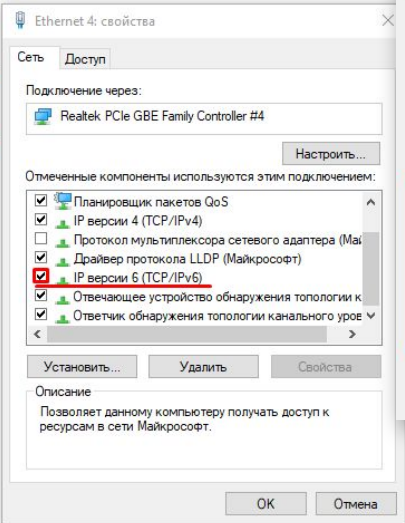 Ethernet 4: свойства
Сеть
Доступ
Подключение через:
Realtek PCIe GBE Family Controller #4
Настроить...
Отмеченные компоненты используются этим подключением:
Планировщик пакетов QoS
IP версии 4 (TCP/IPv4)
Протокол мультиплексора сетевого адаптера (Май
Драйвер протокола LLDP (Майкрософт)
IP версии 6 (TCP/IPv6)
Отвечающее устройство обнаружения топологии к
Ответчик обнаружения топологии канального уров
Установить...
Удалить
Свойства
Описание
Позволяет данному компьютеру получать доступ к
ресурсам в сети Майкрософт.
OK
Отмена